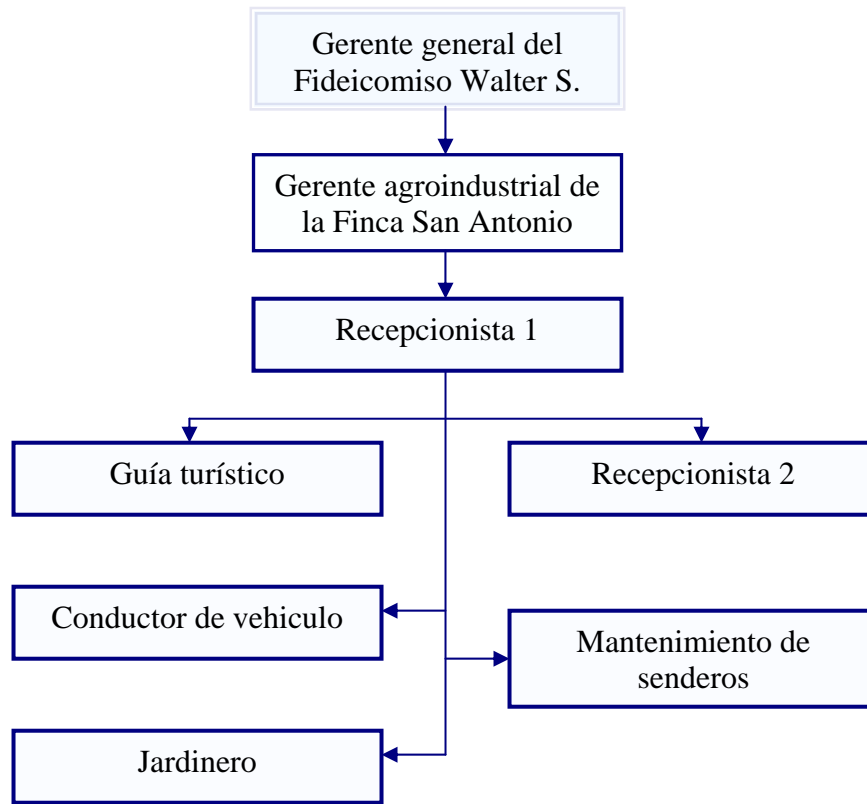 Gerente general del
Fideicomiso Walter S.
Gerente agroindustrial de
la Finca San Antonio
Recepcionista 1
Guía turístico
Recepcionista 2
Conductor de vehiculo
Mantenimiento de
senderos
Jardinero